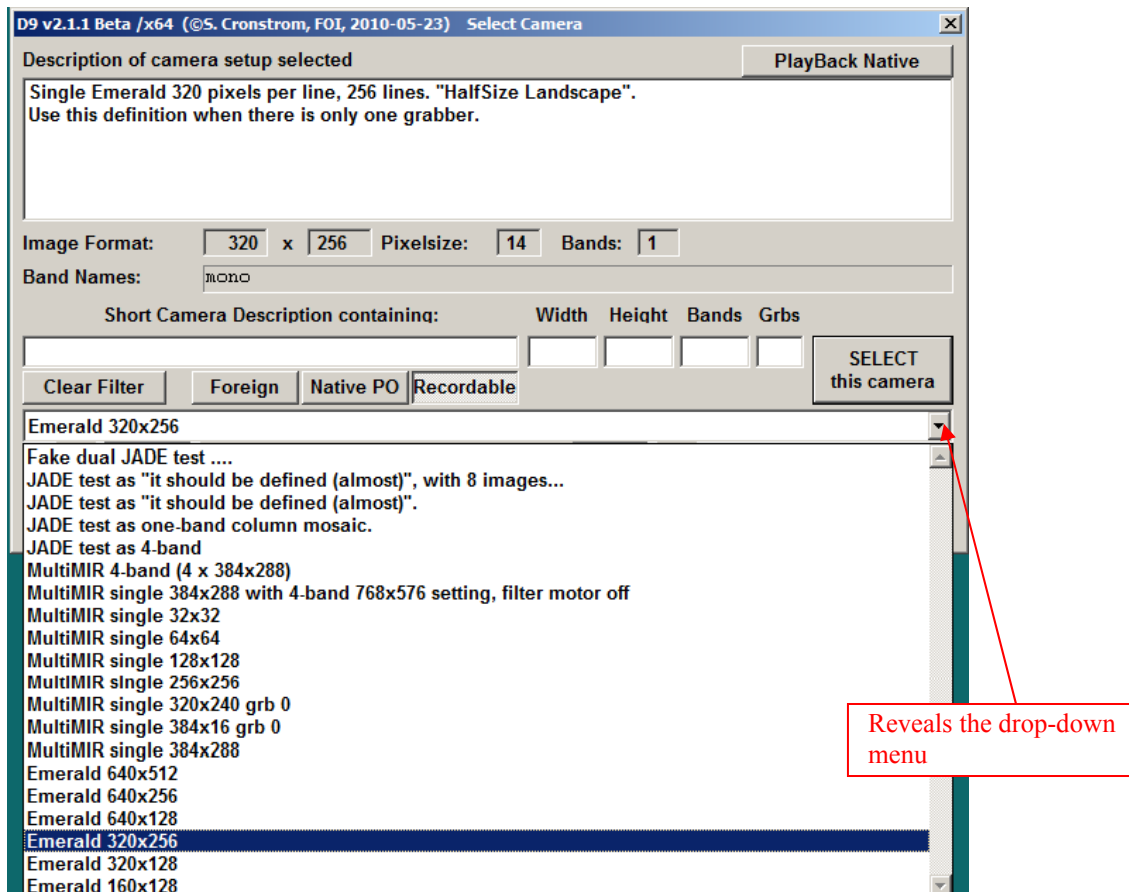 D9 v2.1.1 Beta /x64 (©S. Cronstrom, FOI, 2010-05-23) Select Camera
Description of camera setup selected
PlayBack Native
Single Emerald 320 pixels per line, 256 lines. "HalfSize Landscape".
Use this definition when there is only one grabber.
Image Format: 320 x 256 Pixelsize: 14 Bands: 1
Band Names: mono
Short Camera Description containing: Width Height Bands Grbs
SELECT
this camera
Clear Filter Foreign Native PO Recordable
Emerald 320x256
Fake dual JADE test ....
JADE test as "it should be defined (almost)", with 8 images...
JADE test as "it should be defined (almost)".
JADE test as one-band column mosaic.
JADE test as 4-band
MultiMIR 4-band (4 x 384x288)
MultiMIR single 384x288 with 4-band 768x576 setting, filter motor off
MultiMIR single 32x32
MultiMIR single 64x64
MultiMIR single 128x128
MultiMIR single 256x256
MultiMIR single 320x240 grb 0
MultiMIR single 384x16 grb 0
MultiMIR single 384x288
Emerald 640x512
Emerald 640x256
Emerald 640x128
Emerald 320x256
Emerald 320x128
Emerald 160x128
Reveals the drop-down
menu